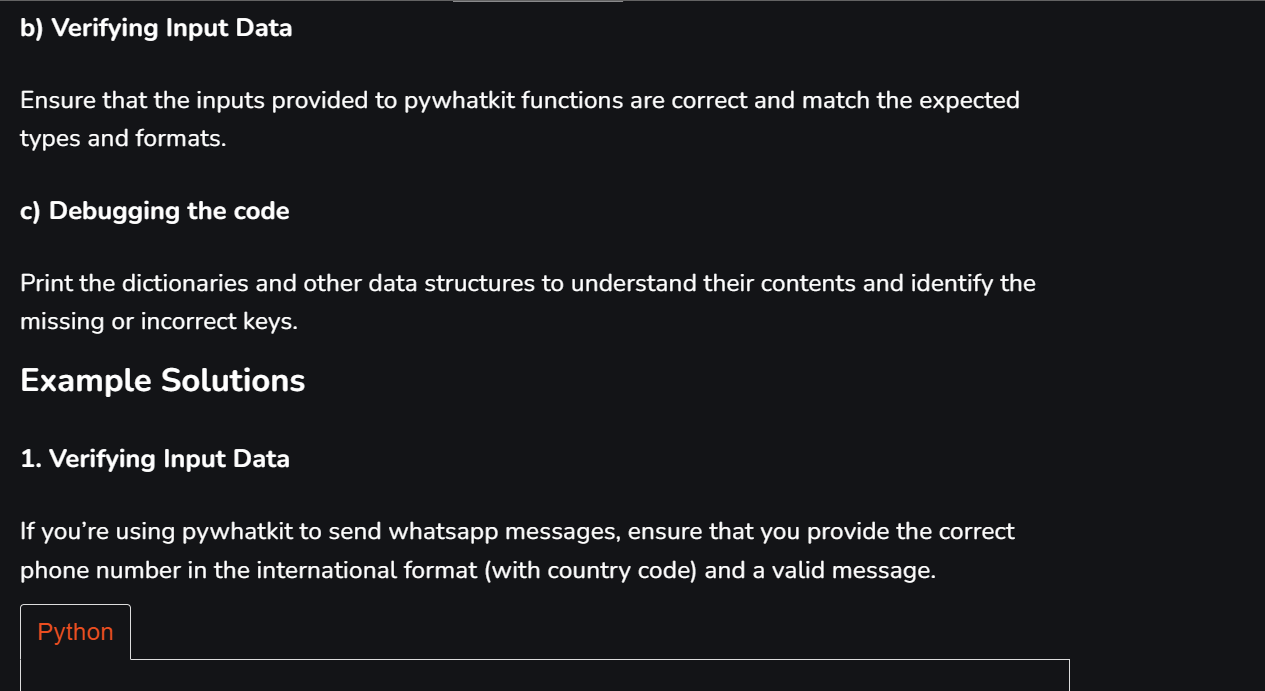 b) Verifying Input Data
Ensure that the inputs provided to pywhatkit functions are correct and match the expected
types and formats.
c) Debugging the code
Print the dictionaries and other data structures to understand their contents and identify the
missing or incorrect keys.
Example Solutions
1. Verifying Input Data
If you’re using pywhatkit to send whatsapp messages, ensure that you provide the correct
phone number in the international format (with country code) and a valid message.
Python